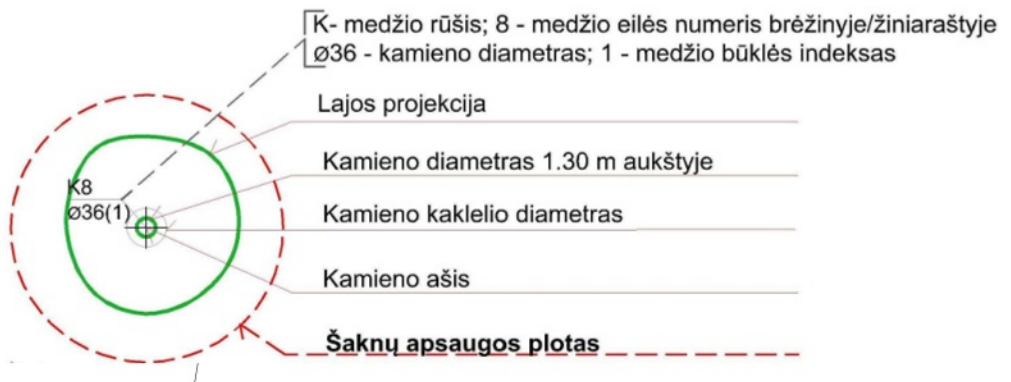 K- medžio rūšis; 8 - medžio eilės numeris brėžinyje/žiniaraštyje
Ø36 - kamieno diametras; 1 - medžio būklės indeksas
Lajos projekcija
Kamieno diametras 1.30 m aukštyje
K8
Ø36(1)
Kamieno kaklelio diametras
Kamieno ašis
Šaknų apsaugos plotas